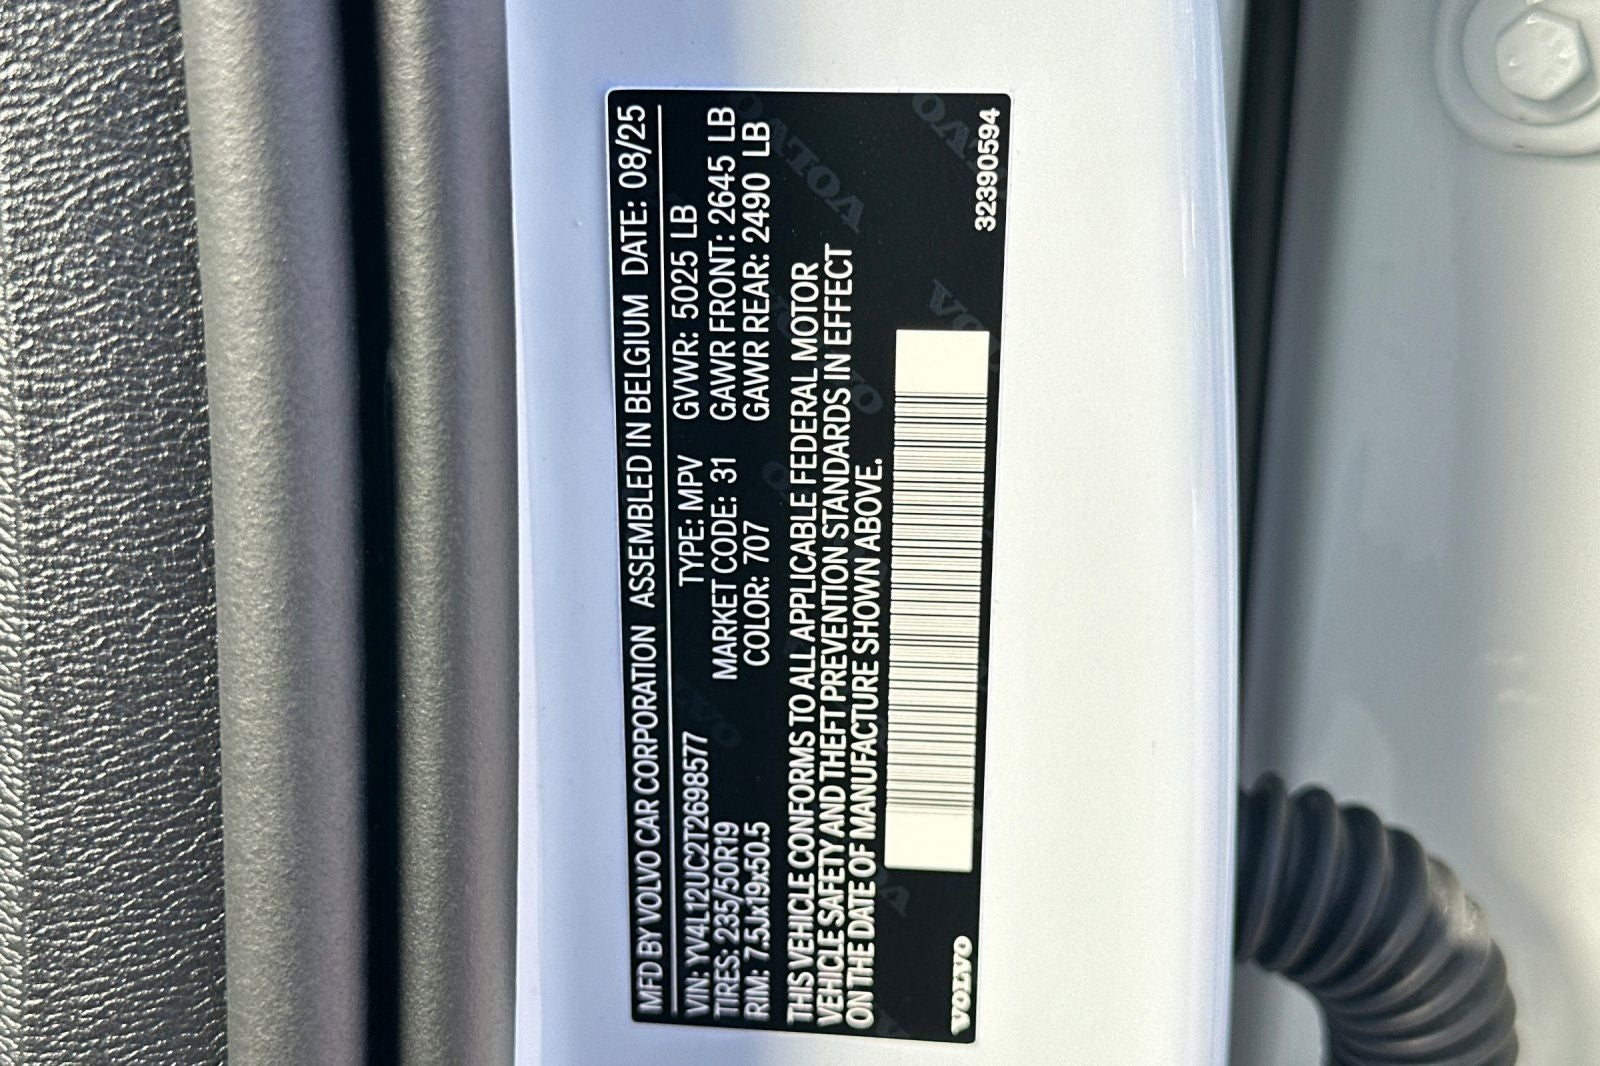 MFD BY VOLVO CAR CORPORATION ASSEMBLED IN BELGIUM DATE: 08/25
VIN: YV4L12UC2T2698577 TYPE: MPV GVWR: 5025 LB
TIRES: 235/50R19 MARKET CODE: 31 GAWR FRONT: 2645 LB
RIM: 7.5Jx19x50.5 COLOR: 707 GAWR REAR: 2490 LB
THIS VEHICLE CONFORMS TO ALL APPLICABLE FEDERAL MOTOR
VEHICLE SAFETY AND THEFT PREVENTION STANDARDS IN EFFECT
ON THE DATE OF MANUFACTURE SHOWN ABOVE.
VOLVO 32390594